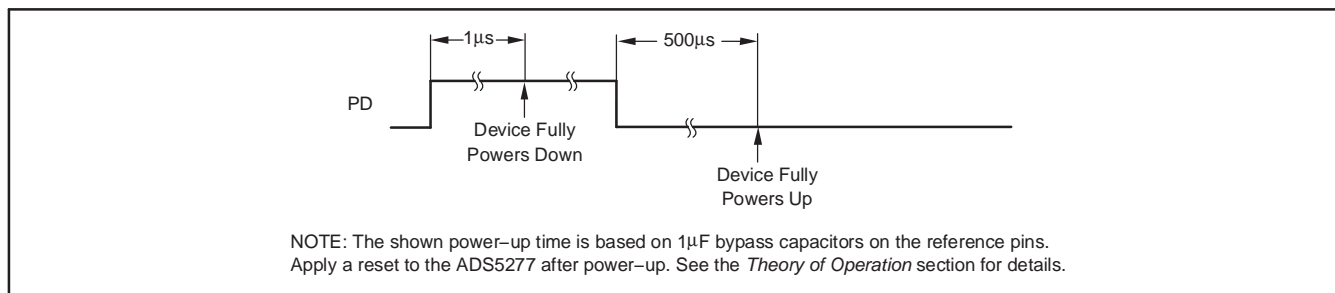 1μs
500μs
PD
Device Fully
Powers Down
Device Fully
Powers Up
NOTE: The shown power−up time is based on 1μF bypass capacitors on the reference pins.
Apply a reset to the ADS5277 after power−up. See the Theory of Operation section for details.